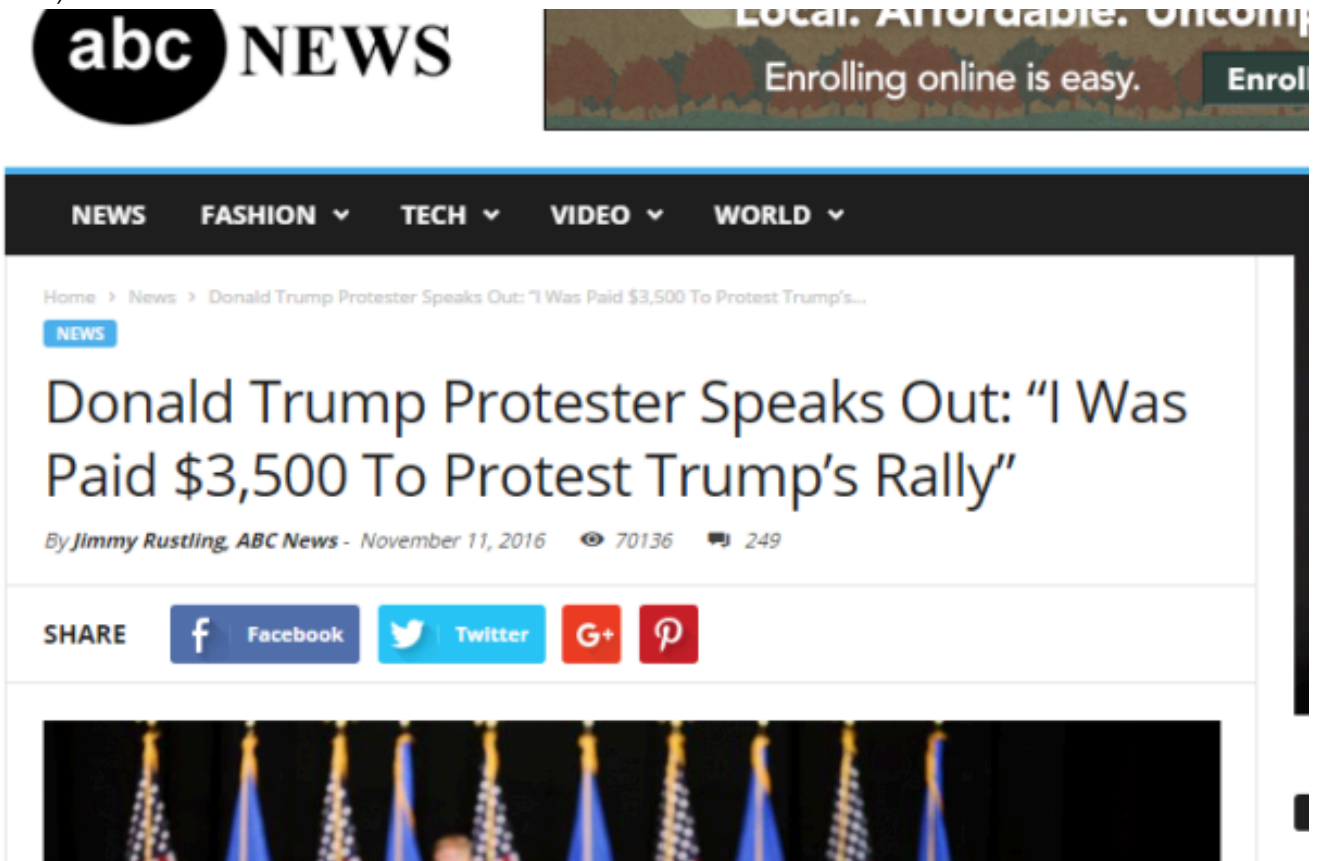 abc NEWS
Local. Affordable.
Enrolling online is easy.
NEWS FASHION TECH VIDEO WORLD
Home > News > Donald Trump Protester Speaks Out: "I Was Paid $3,500 To Protest Trump's...
NEWS
Donald Trump Protester Speaks Out: “I Was
Paid $3,500 To Protest Trump’s Rally”
By Jimmy Rustling, ABC News - November 11, 2016 70136 249
SHARE f Facebook Twitter G+